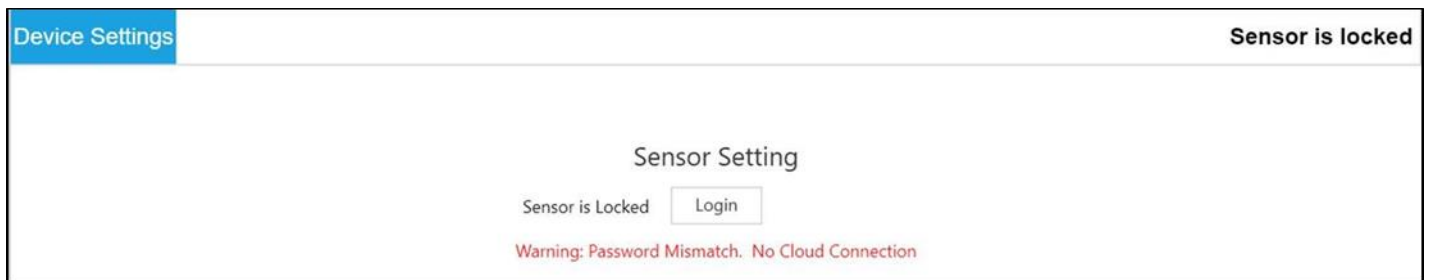 Device Settings
Sensor is locked
Sensor Setting
Sensor is Locked
Login
Warning: Password Mismatch.  No Cloud Connection